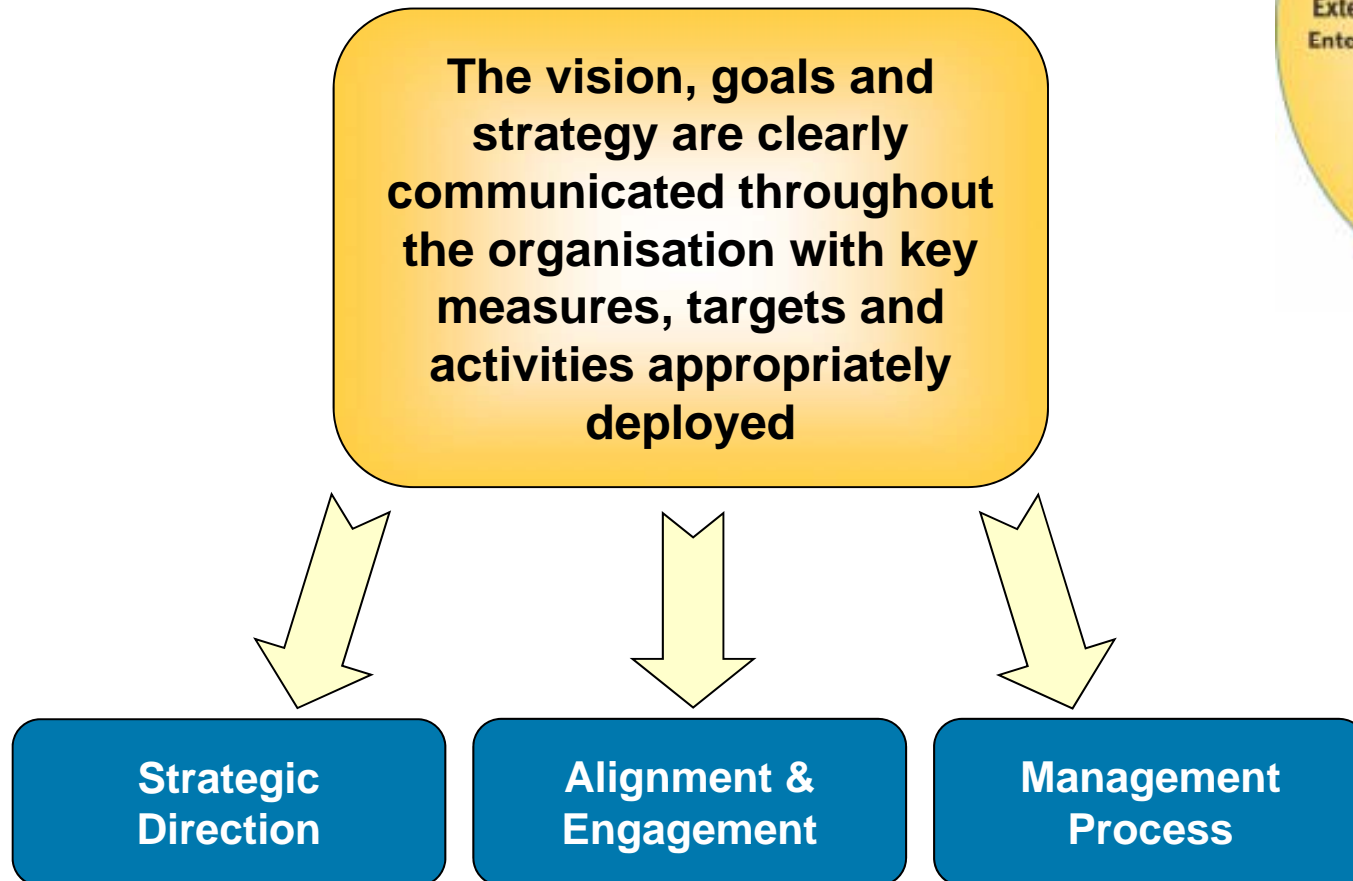 The vision, goals and
strategy are clearly
communicated throughout
the organisation with key
measures, targets and
activities appropriately
deployed
Strategic
Direction
Alignment &
Engagement
Management
Process